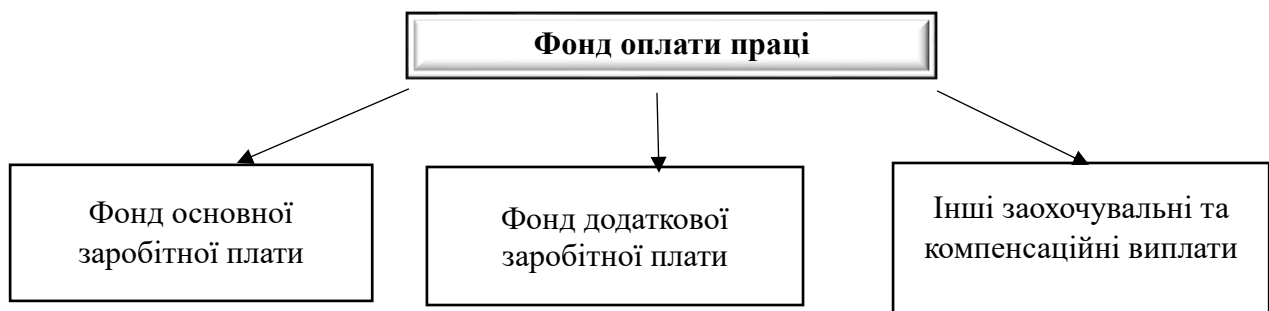 Фонд оплати праці
Фонд основної
заробітної плати
Фонд додаткової
заробітної плати
Інші заохочувальні та
компенсаційні виплати